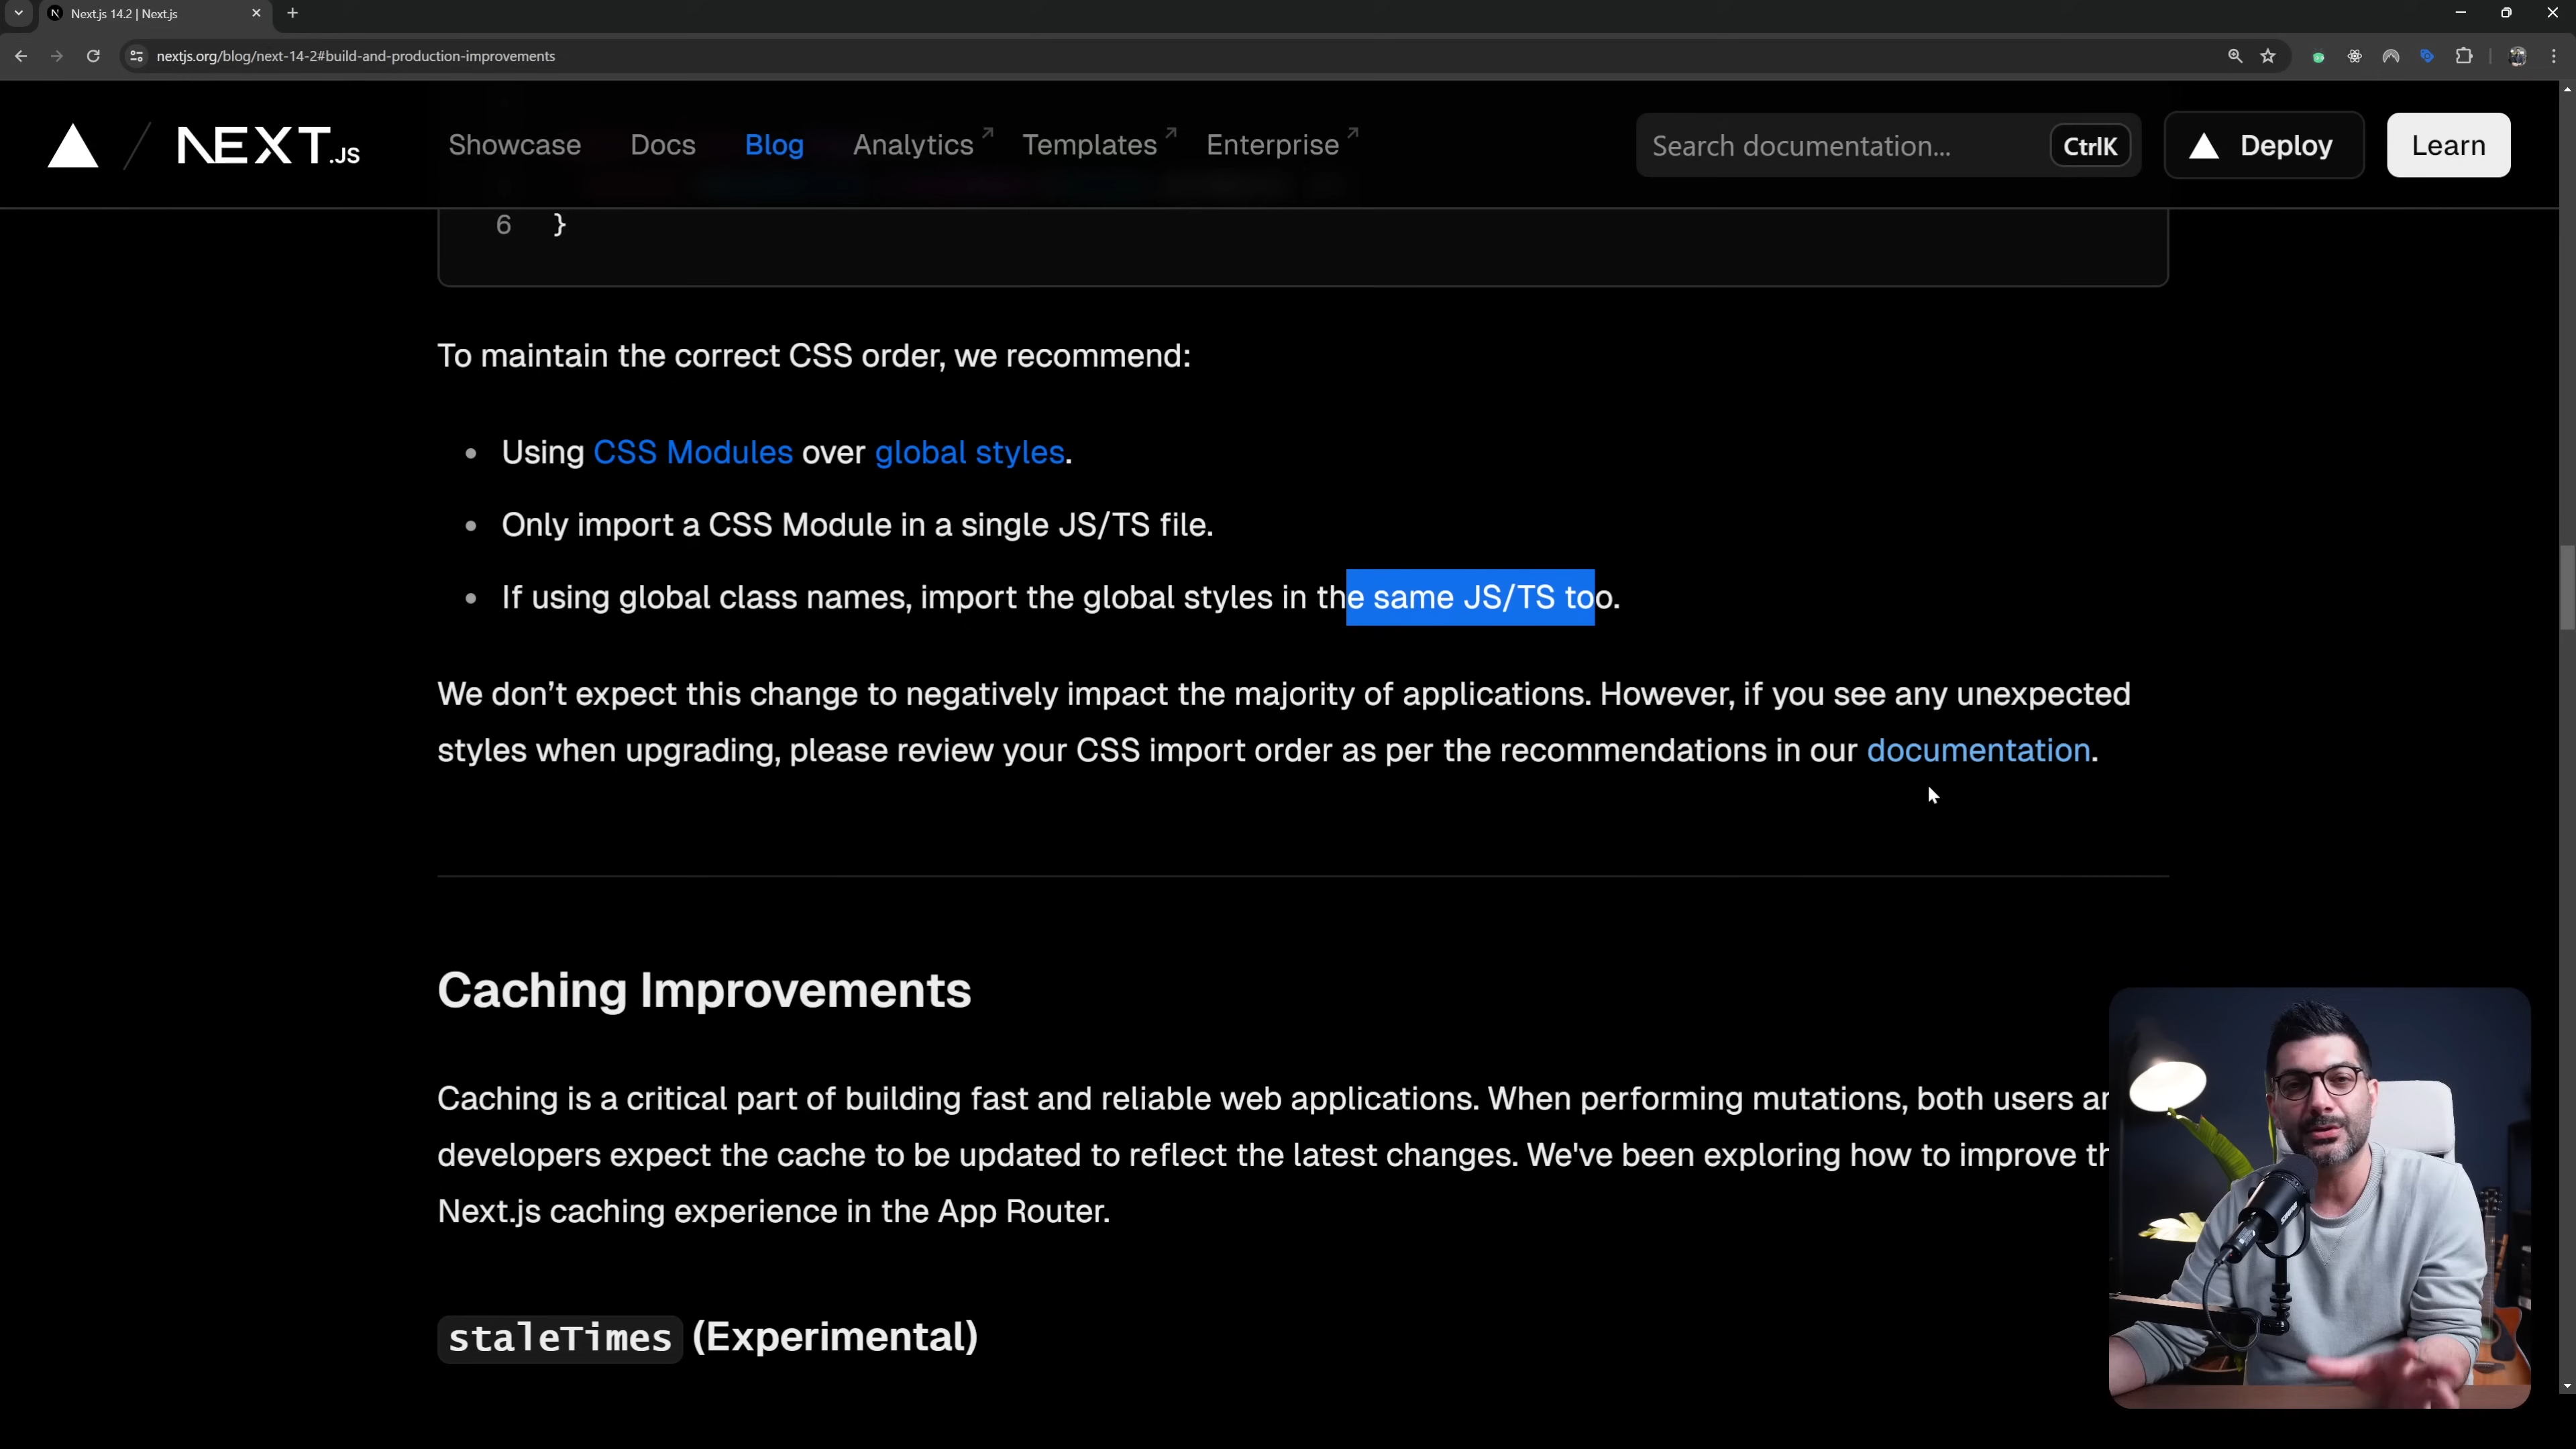 Next.js 14.2 | Next.js
nextjs.org/blog/next-14-2#build-and-production-improvements
NEXT.JS
Showcase Docs Blog Analytics Templates Enterprise
Search documentation... CtrlK Deploy Learn
6 }
To maintain the correct CSS order, we recommend:
• Using CSS Modules over global styles.
• Only import a CSS Module in a single JS/TS file.
• If using global class names, import the global styles in the same JS/TS too.
We don’t expect this change to negatively impact the majority of applications. However, if you see any unexpected
styles when upgrading, please review your CSS import order as per the recommendations in our documentation.
Caching Improvements
Caching is a critical part of building fast and reliable web applications. When performing mutations, both users
developers expect the cache to be updated to reflect the latest changes. We've been exploring how to improve
Next.js caching experience in the App Router.
staleTimes (Experimental)